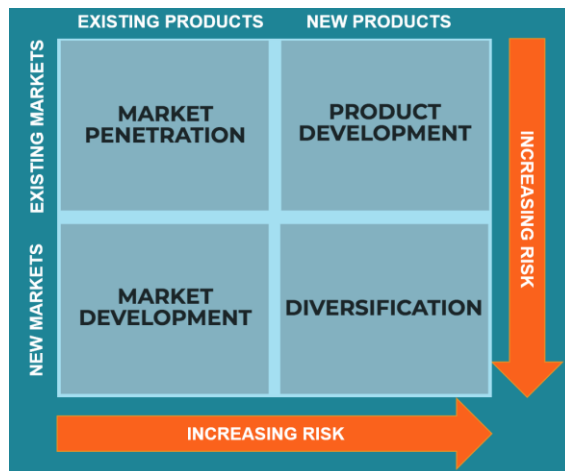 EXISTING PRODUCTS
NEW PRODUCTS
EXISTING MARKETS
MARKET
PENETRATION
PRODUCT
DEVELOPMENT
INCREASING RISK
NEW MARKETS
MARKET
DEVELOPMENT
DIVERSIFICATION
INCREASING RISK